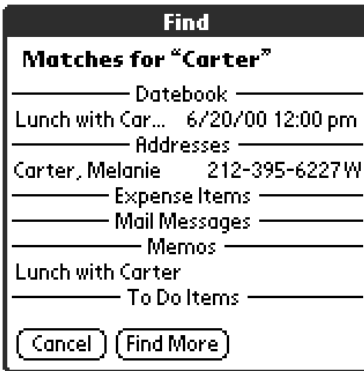 Find
Matches for “Carter”
Datebook
Lunch with Car... 6/20/00 12:00 pm
Addresses
Carter, Melanie 212-395-6227W
Expense Items
Mail Messages
Memos
Lunch with Carter
To Do Items
Cancel Find More